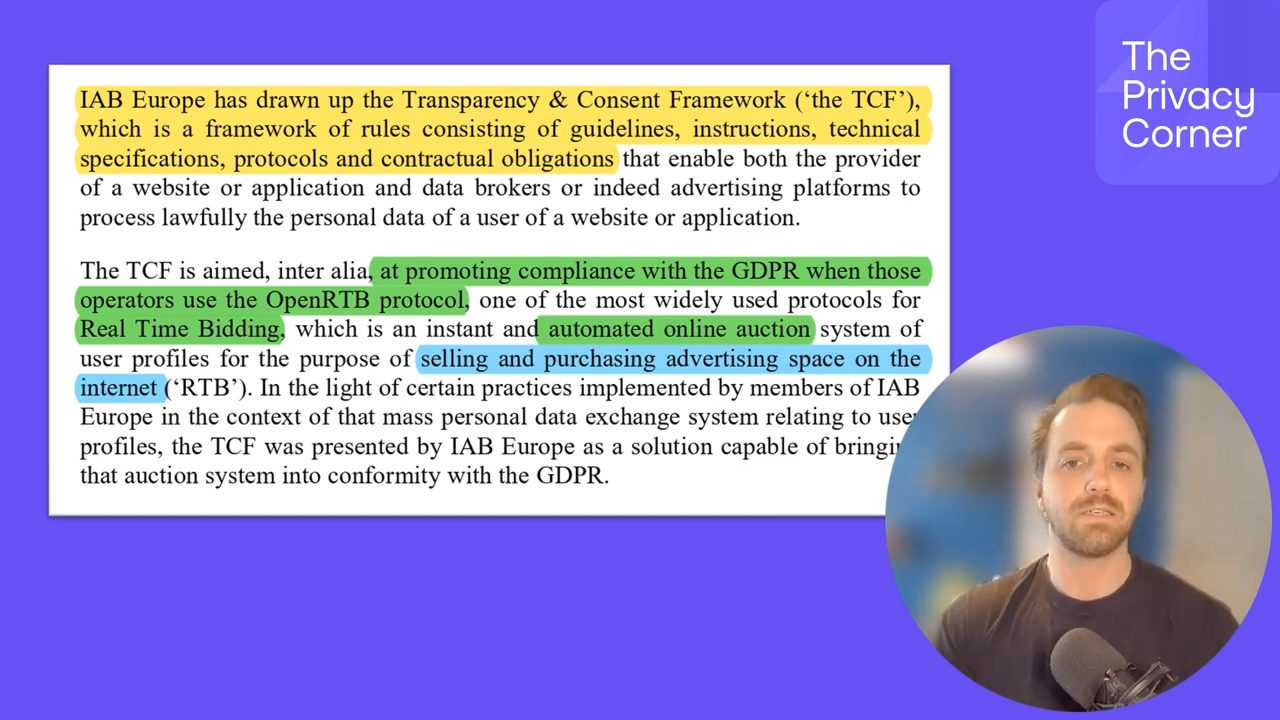 IAB Europe has drawn up the Transparency & Consent Framework (‘the TCF’),
which is a framework of rules consisting of guidelines, instructions, technical
specifications, protocols and contractual obligations that enable both the provider
of a website or application and data brokers or indeed advertising platforms to
process lawfully the personal data of a user of a website or application.
The TCF is aimed, inter alia, at promoting compliance with the GDPR when those
operators use the OpenRTB protocol, one of the most widely used protocols for
Real Time Bidding, which is an instant and automated online auction system of
user profiles for the purpose of selling and purchasing advertising space on the
internet (‘RTB’). In the light of certain practices implemented by members of IAB
Europe in the context of that mass personal data exchange system relating to user
profiles, the TCF was presented by IAB Europe as a solution capable of bringing
that auction system into conformity with the GDPR.
The
Privacy
Corner